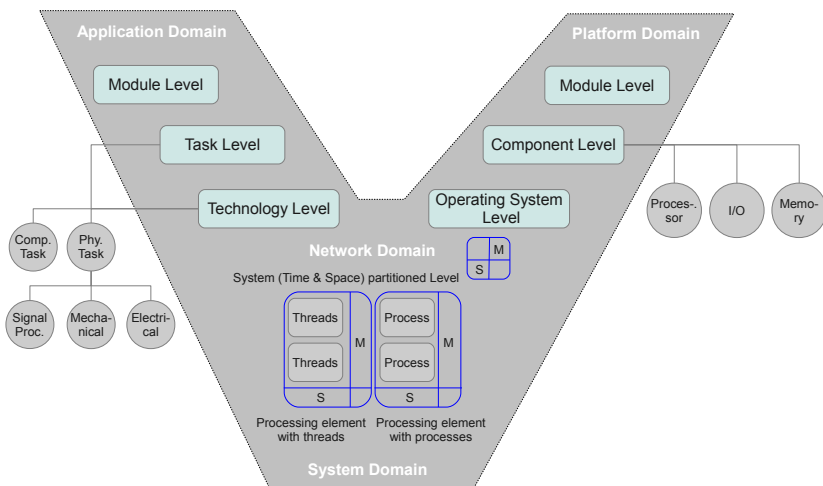 Application Domain
Platform Domain
Module Level
Module Level
Task Level
Component Level
Technology Level
Operating System
Level
Proces-.
sor
I/O
Memo-
ry
Comp.
Task
Phy.
Task
Network Domain
M
S
System (Time & Space) partitioned Level
Signal
Proc.
Mecha-
nical
Electri-
cal
Threads
Process
M
M
Threads
Process
S
S
Processing element
with threads
Processing element
with processes
System Domain